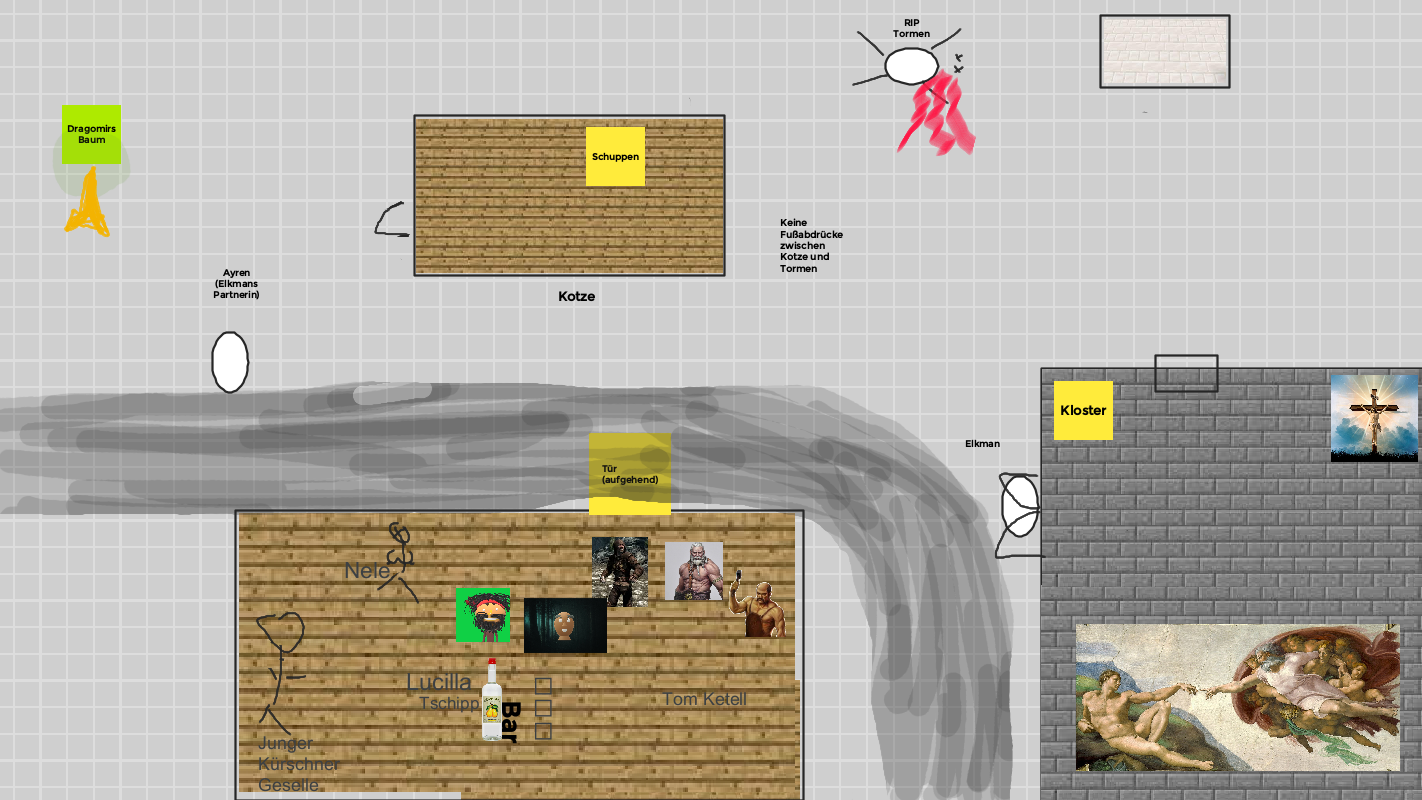 RIP
Tormen
Dragomirs
Baum
Schuppen
Keine
Fußabdrücke
zwischen
Kotze und
Tormen
Ayren
(Elkmans
Partnerin)
Kotze
Kloster
Elkman
Tür
(aufgehend)
Nele
Lucilla
Tschipp
Bar
Tom Ketell
Junger
Kürschner
Geselle